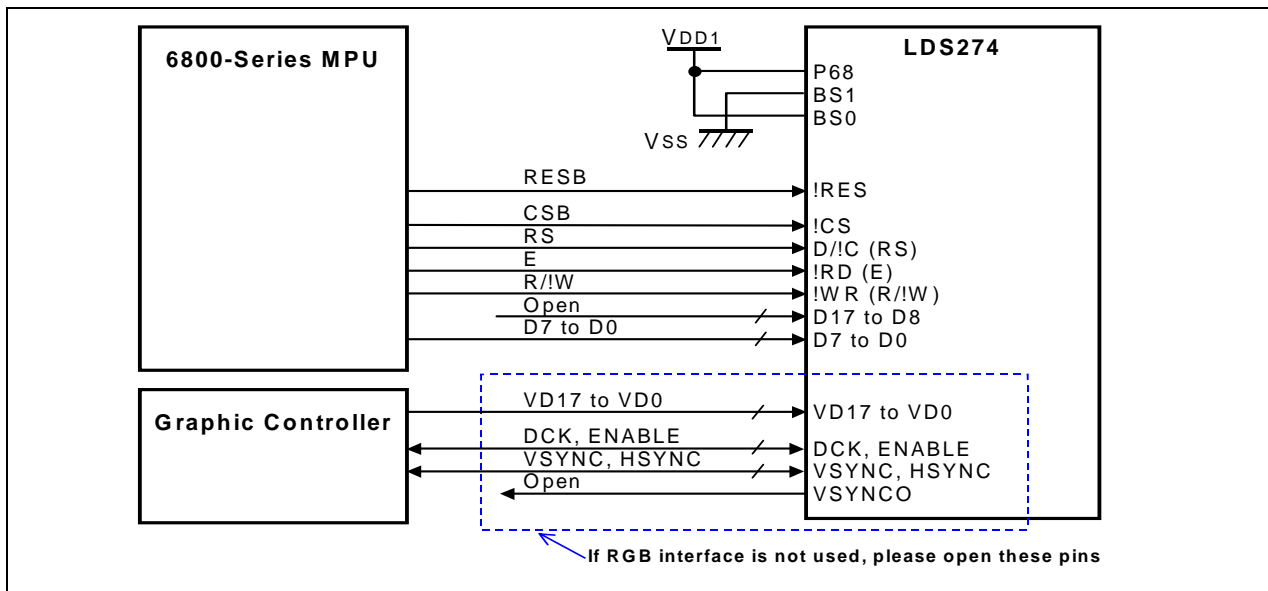 6800-Series MPU
VDD1
LDS274
P68
BS1
BS0
VSS
RESB
!RES
CSB
!CS
RS
D/!C (RS)
E
!RD (E)
R/!W
!WR (R/!W)
Open
D17 to D8
D7 to D0
D7 to D0
Graphic Controller
VD17 to VD0
VD17 to VD0
DCK, ENABLE
DCK, ENABLE
VSYNC, HSYNC
VSYNC, HSYNC
Open
VSYNCO
If RGB interface is not used, please open these pins